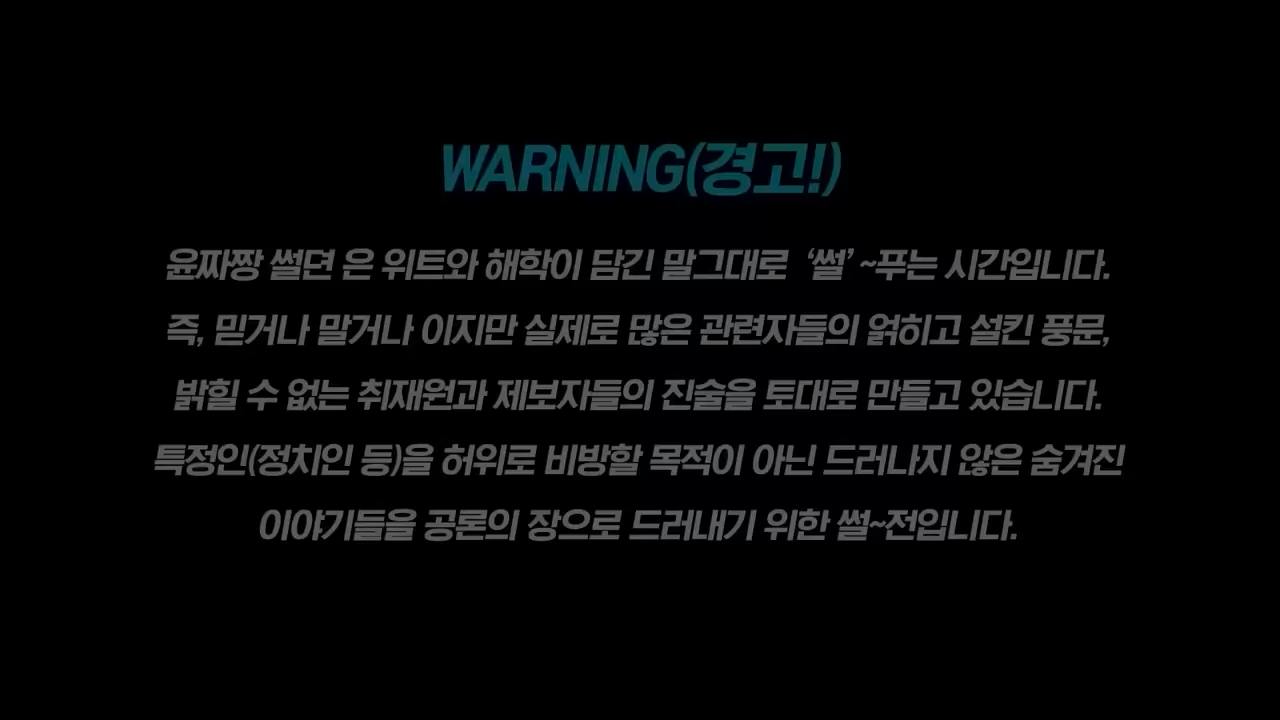 WARNING(경고!)
윤짜짱 썰뎐 은 위트와 해학이 담긴 말그대로 ‘썰’ ~푸는 시간입니다.
즉, 믿거나 말거나 이지만 실제로 많은 관련자들의 얽히고 설킨 풍문,
밝힐 수 없는 취재원과 제보자들의 진술을 토대로 만들고 있습니다.
특정인(정치인 등)을 허위로 비방할 목적이 아닌 드러나지 않은 숨겨진
이야기들을 공론의 장으로 드러내기 위한 썰~전입니다.